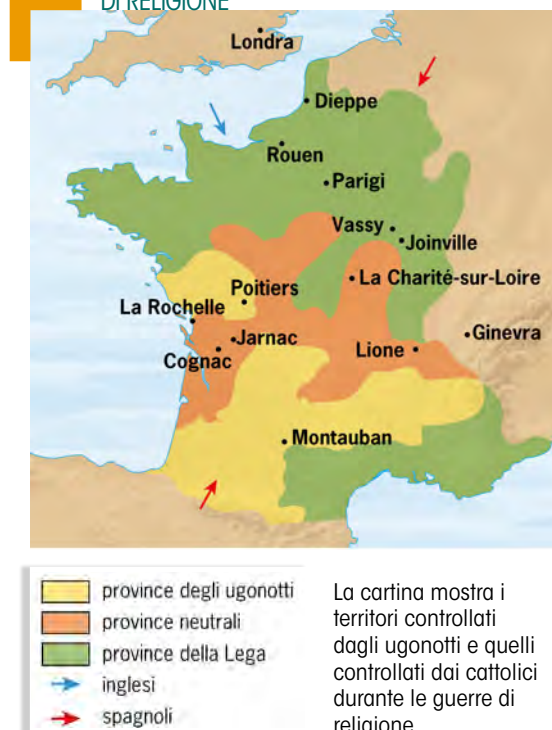 DI RELIGIONE
Londra
Dieppe
Rouen
Parigi
Vassy
Joinville
La Charité-sur-Loire
Poitiers
La Rochelle
Jarnac
Ginevra
Lione
Cognac
Montauban
province degli ugonotti
province neutrali
province della Lega
inglesi
spagnoli
La cartina mostra i
territori controllati
dagli ugonotti e quelli
controllati dai cattolici
durante le guerre di
religione